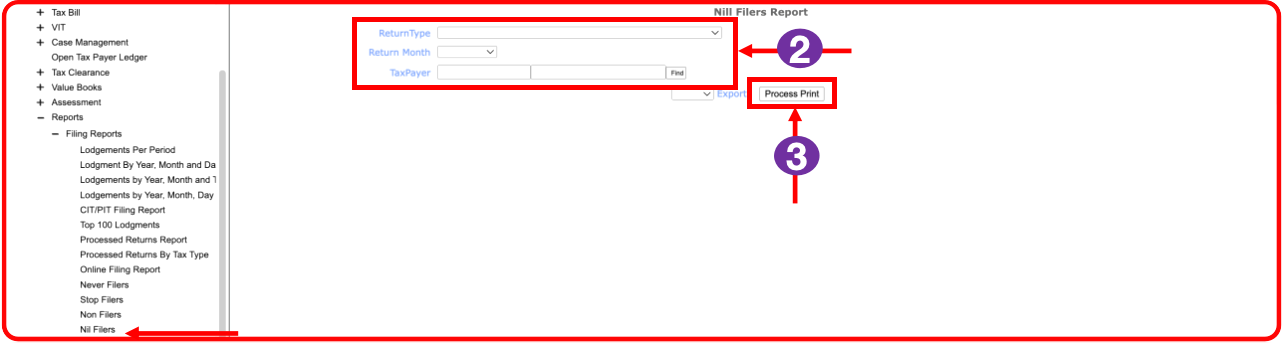 + Tax Bill
+ VIT
+ Case Management
Open Tax Payer Ledger
+ Tax Clearance
+ Value Books
+ Assessment
− Reports
− Filing Reports
Lodgements Per Period
Lodgment By Year, Month and Da
Lodgements by Year, Month and T
Lodgements by Year, Month, Day
CIT/PIT Filing Report
Top 100 Lodgments
Processed Returns Report
Processed Returns By Tax Type
Online Filing Report
Never Filers
Stop Filers
Non Filers
Nil Filers
Nill Filers Report
ReturnType
Return Month
TaxPayer Find
2
Export Process Print
3